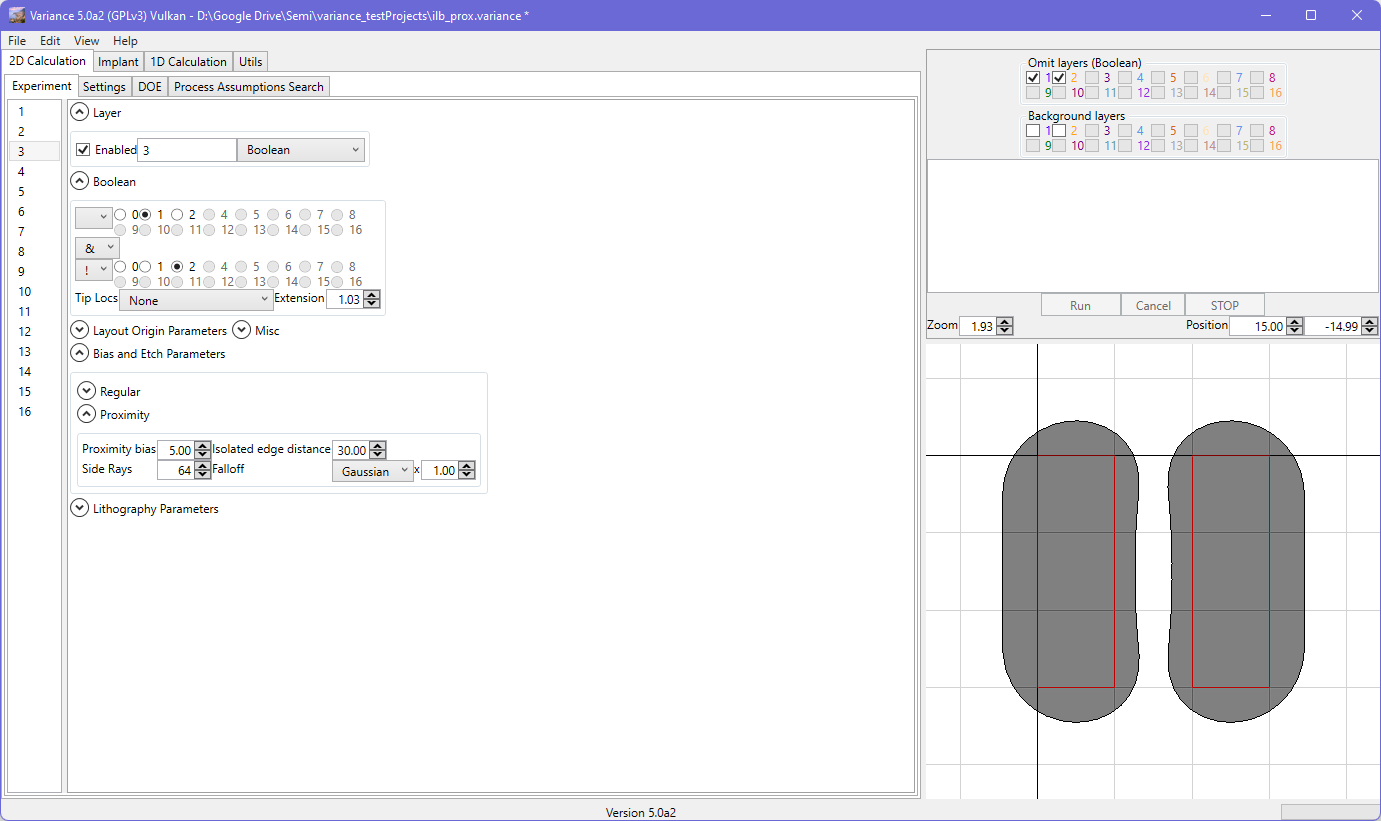 Variance 5.0a2 (GPLv3) Vulkan - D:\Google Drive\Semi\variance_testProjects\ilb_prox.variance *
File Edit View Help
2D Calculation Implant 1D Calculation Utils
Experiment Settings DOE Process Assumptions Search
1
2
3
4
5
6
7
8
9
10
11
12
13
14
15
16
Layer
Enabled 3 Boolean
Boolean
0 1 2 4 5 6 7 8
9 10 11 12 13 14 15 16
&
! 0 1 2 4 5 6 7 8
9 10 11 12 13 14 15 16
Tip Locs None Extension 1.03
Layout Origin Parameters Misc
Bias and Etch Parameters
Regular
Proximity
Proximity bias 5.00 Isolated edge distance 30.00
Side Rays 64 Falloff Gaussian x 1.00
Lithography Parameters
Omit layers (Boolean)
1 2 3 4 5 6 7 8
9 10 11 12 13 14 15 16
Background layers
1 2 3 4 5 6 7 8
9 10 11 12 13 14 15 16
Run Cancel STOP
Zoom 1.93 Position 15.00 -14.99
Version 5.0a2